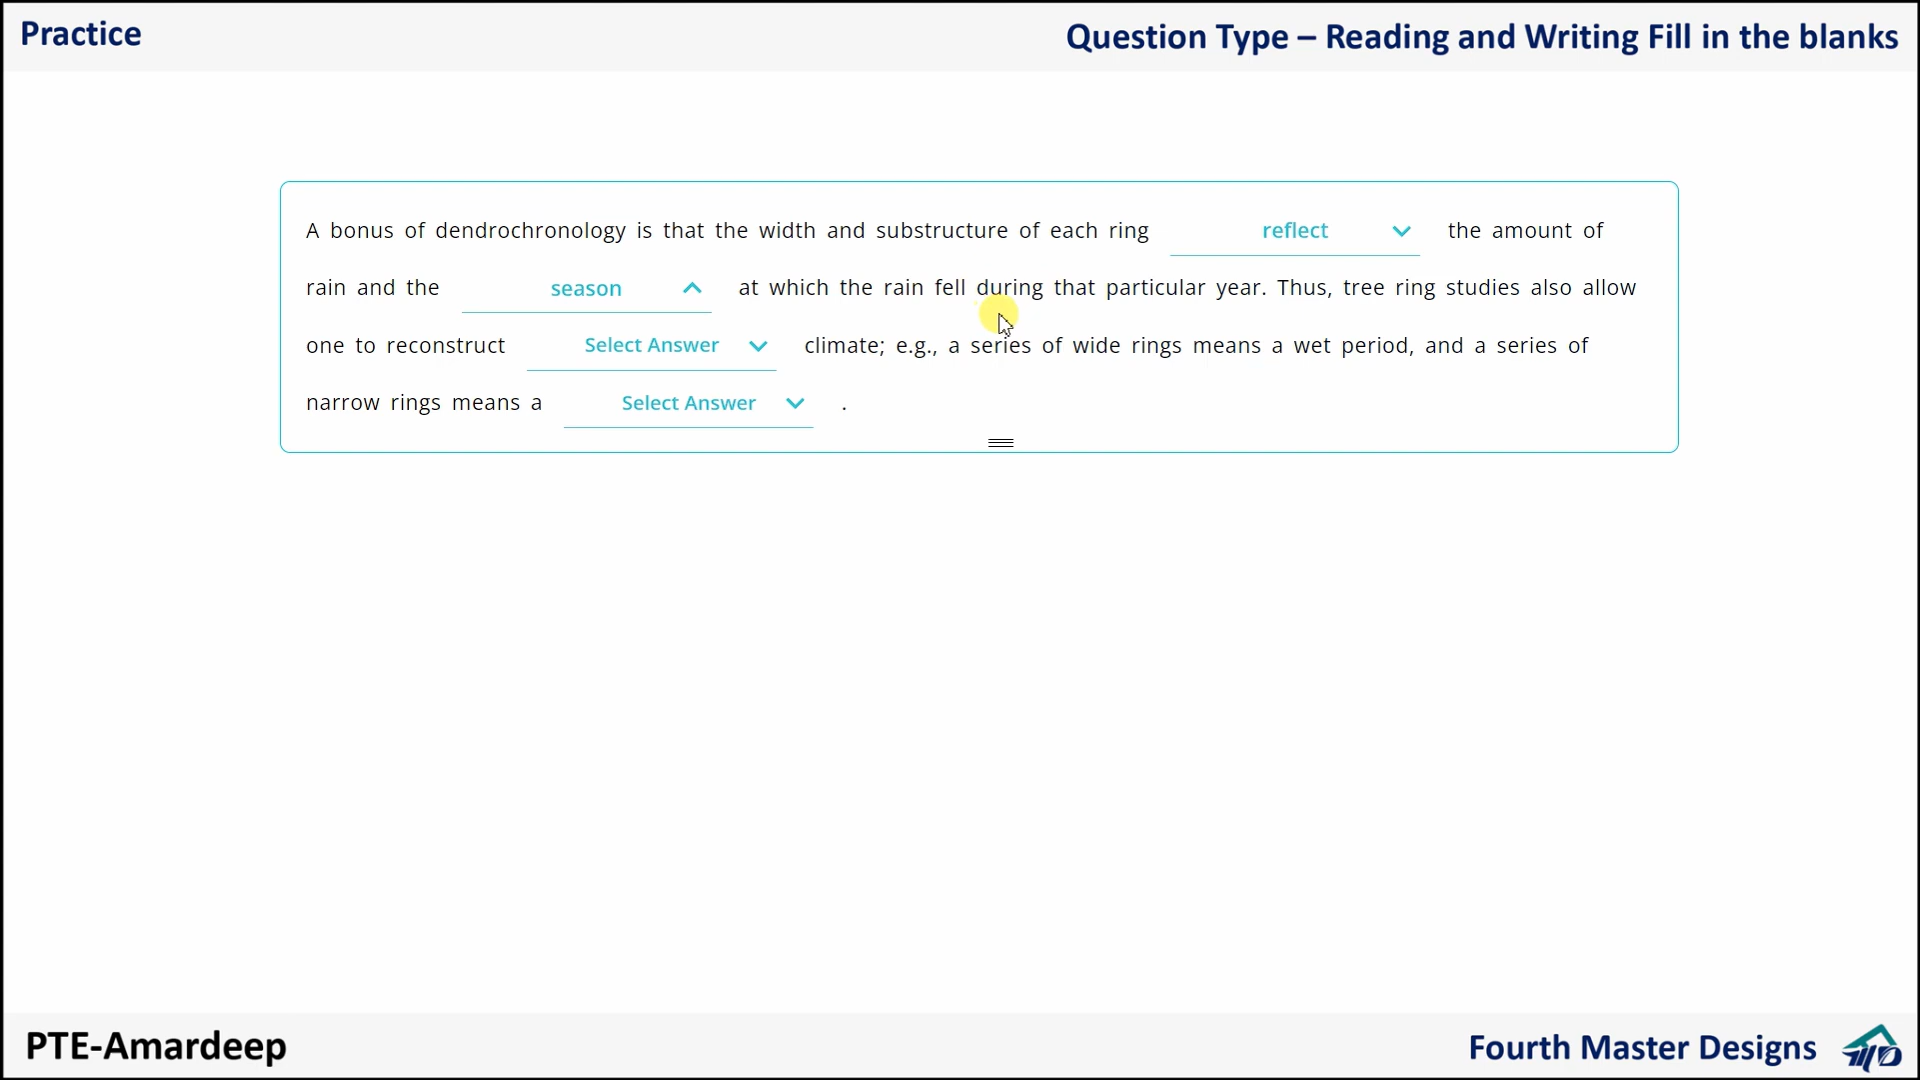 Practice
Question Type – Reading and Writing Fill in the blanks
A bonus of dendrochronology is that the width and substructure of each ring reflect the amount of
rain and the season at which the rain fell during that particular year. Thus, tree ring studies also allow
one to reconstruct Select Answer climate; e.g., a series of wide rings means a wet period, and a series of
narrow rings means a Select Answer .
PTE-Amardeep
Fourth Master Designs